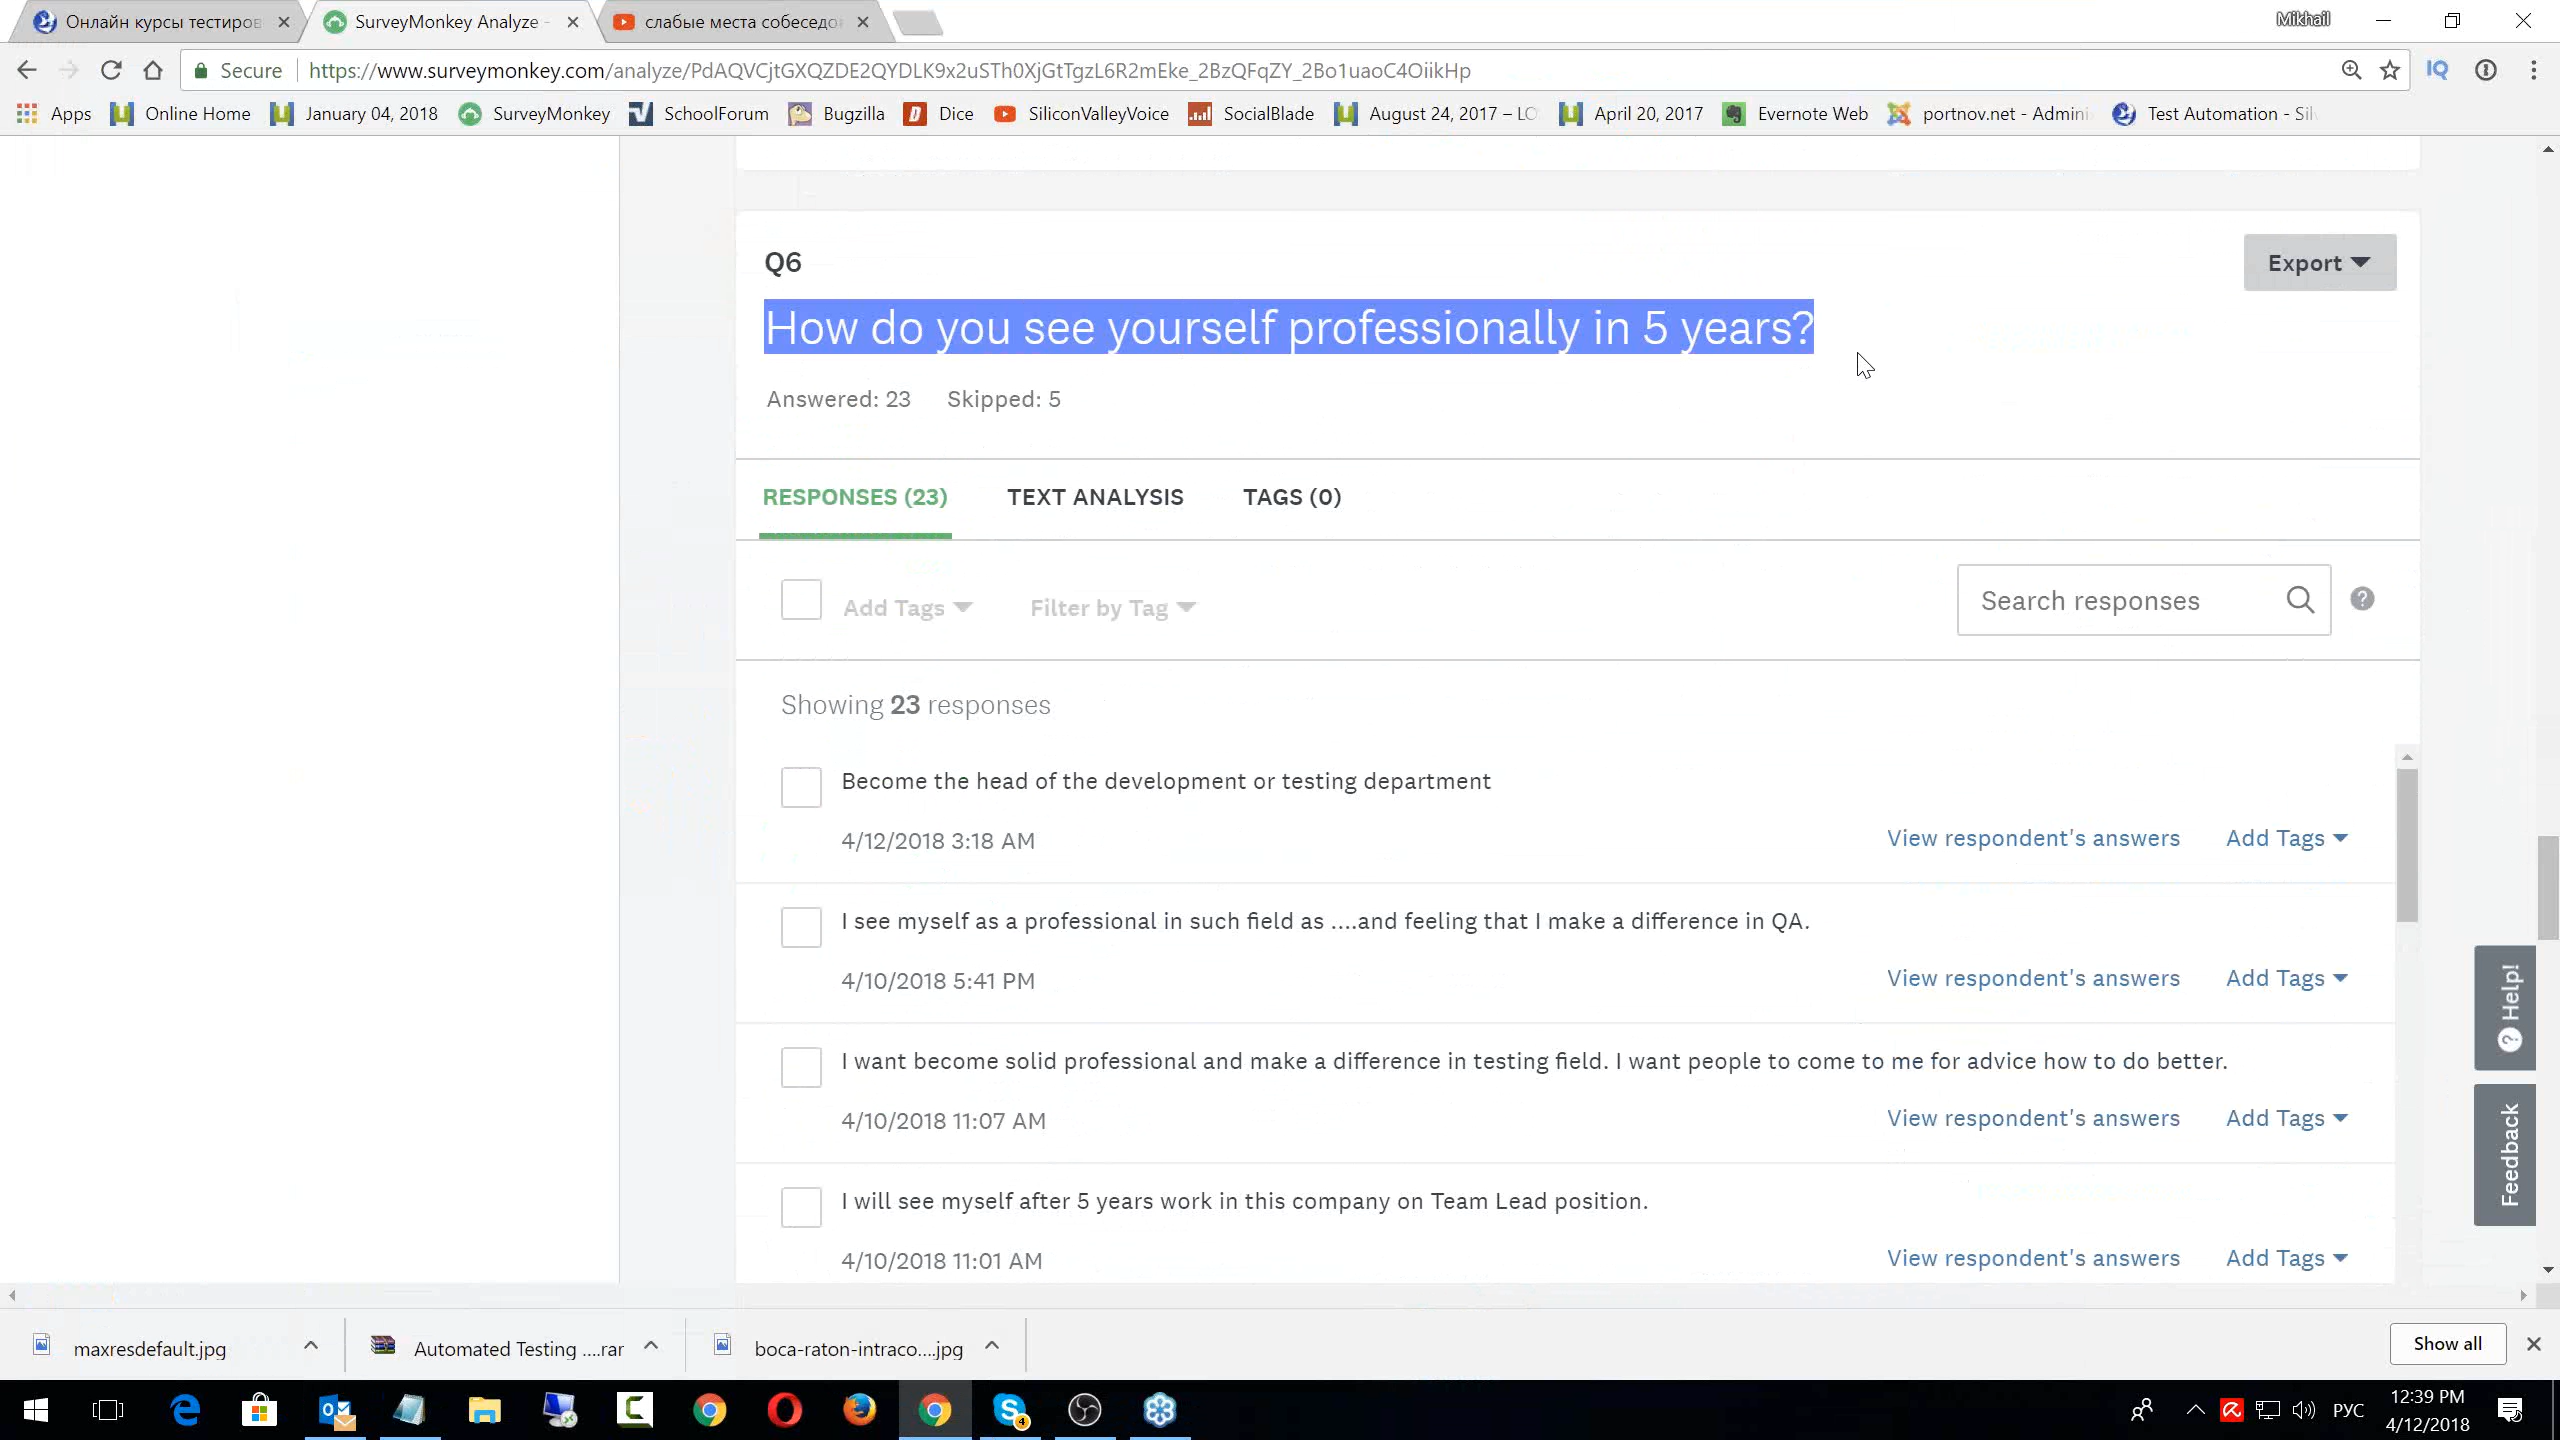 Онлайн курсы тестиров
SurveyMonkey Analyze -
слабые места собеседо
Mikhail
Secure
https://www.surveymonkey.com/analyze/PdAQVCjtGXQZDE2QYDLK9x2uSTh0XjGtTgzL6R2mEke_2BzQFqZY_2Bo1uaoC4OiikHp
IQ
Apps
Online Home
January 04, 2018
SurveyMonkey
SchoolForum
Bugzilla
Dice
SiliconValleyVoice
SocialBlade
August 24, 2017 – LO
April 20, 2017
Evernote Web
portnov.net - Admini
Test Automation - Sil
Q6
Export
How do you see yourself professionally in 5 years?
Answered: 23 Skipped: 5
RESPONSES (23) TEXT ANALYSIS TAGS (0)
Add Tags Filter by Tag
Search responses
Showing 23 responses
Become the head of the development or testing department
4/12/2018 3:18 AM
View respondent's answers Add Tags
I see myself as a professional in such field as ....and feeling that I make a difference in QA.
4/10/2018 5:41 PM
View respondent's answers Add Tags
I want become solid professional and make a difference in testing field. I want people to come to me for advice how to do better.
4/10/2018 11:07 AM
View respondent's answers Add Tags
I will see myself after 5 years work in this company on Team Lead position.
4/10/2018 11:01 AM
View respondent's answers Add Tags
Help!
Feedback
maxresdefault.jpg
Automated Testing ....rar
boca-raton-intraco....jpg
Show all
4
РУС
12:39 PM
4/12/2018